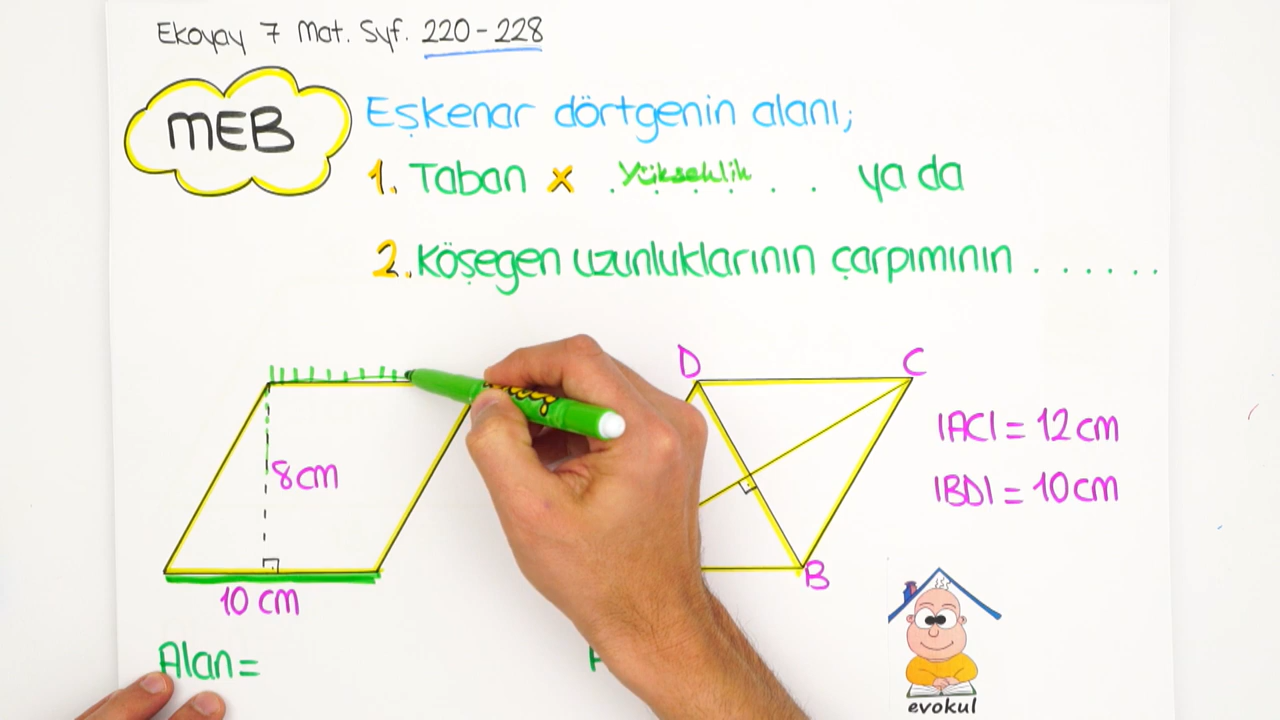 Ekoyay 7 Mat. Syf. 220-228
MEB
Eşkenar dörtgenin alanı;
1. Taban x .Yükseklik. . . ya da
2. Köşegen uzunluklarının çarpımının . . . . . .
D
C
8cm
|AC| = 12cm
|BD| = 10cm
B
10 cm
Alan =
evokul